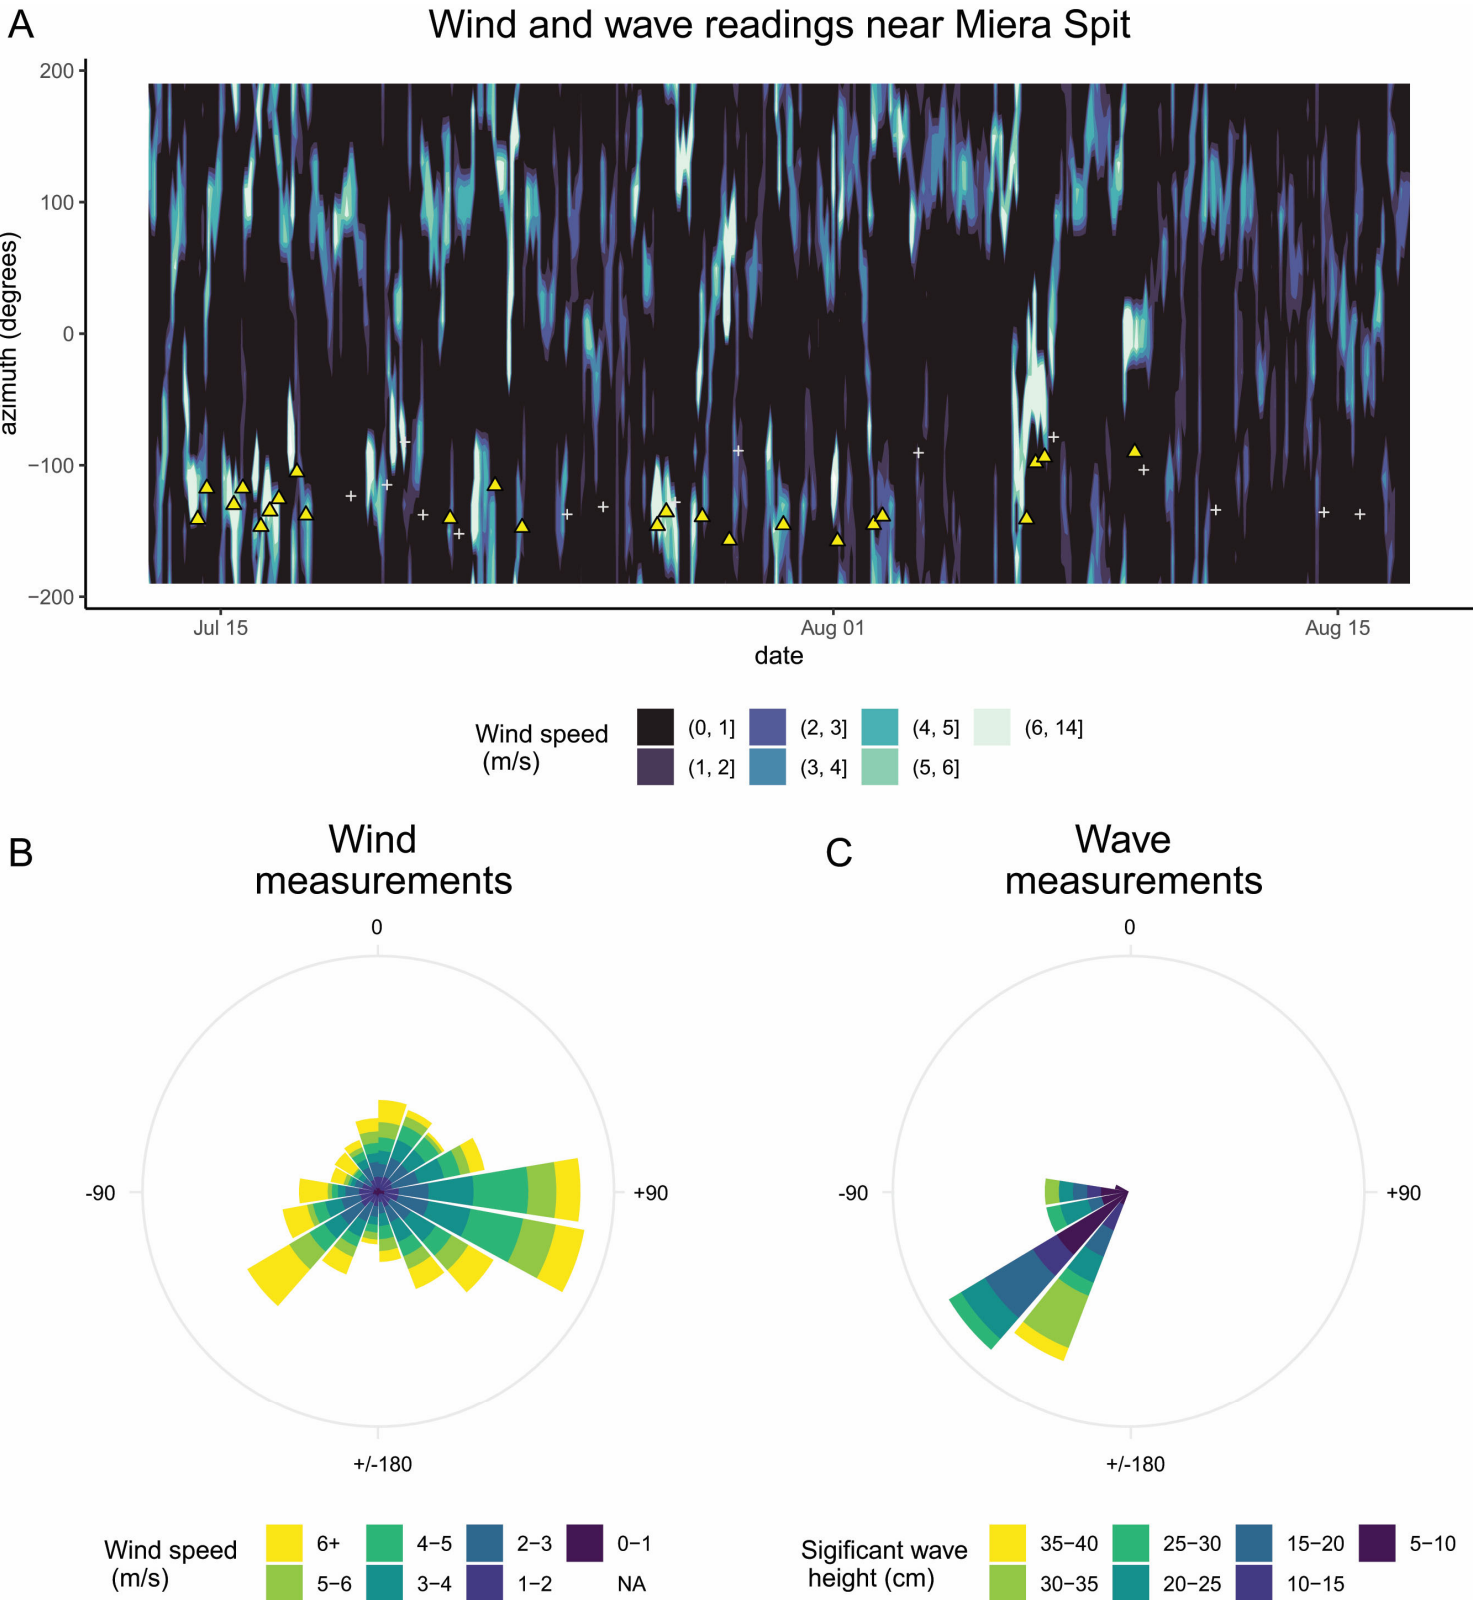 A
Wind and wave readings near Miera Spit
azimuth (degrees)
200
100
0
−100
−200
Jul 15
Aug 01
Aug 15
date
Wind speed
(m/s)
(0, 1]
(2, 3]
(4, 5]
(6, 14]
(1, 2]
(3, 4]
(5, 6]
B
Wind
measurements
0
-90
+90
+/-180
Wind speed
(m/s)
6+
4−5
2−3
0−1
5−6
3−4
1−2
NA
C
Wave
measurements
0
-90
+90
+/-180
Sigificant wave
height (cm)
35−40
25−30
15−20
5−10
30−35
20−25
10−15